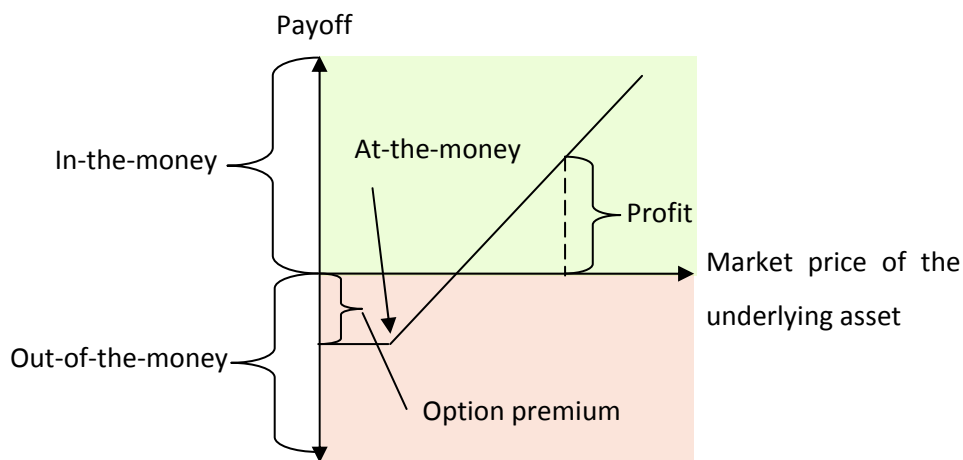 Payoff
In-the-money
At-the-money
Profit
Market price of the
underlying asset
Out-of-the-money
Option premium